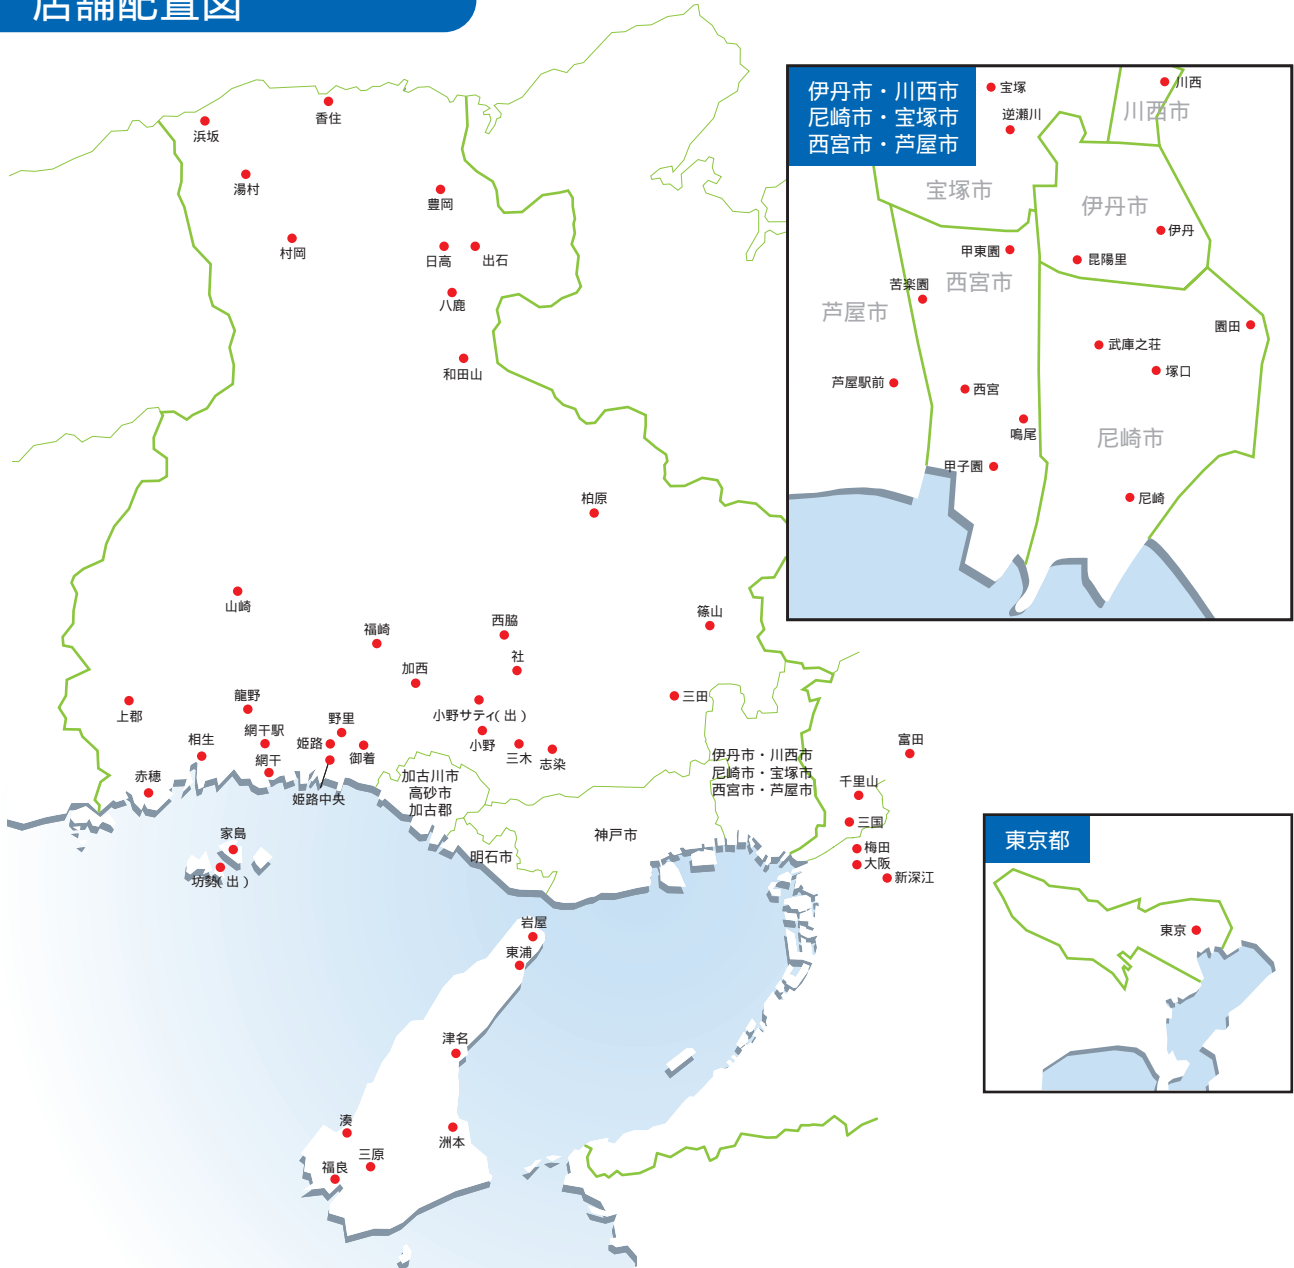 店舗配置図
香住
浜坂
湯村
豊岡
村岡
日高
出石
八鹿
和田山
柏原
山崎
福崎
西脇
篠山
社
加西
三田
上郡
龍野
小野サティ(出)
野里
網干駅
姫路
相生
御着
小野
三木
志染
網干
赤穂
姫路中央
加古川市
高砂市
加古郡
伊丹市・川西市
尼崎市・宝塚市
西宮市・芦屋市
富田
千里山
三国
梅田
大阪
新深江
神戸市
明石市
家島
坊勢(出)
岩屋
東浦
津名
湊
洲本
三原
福良
伊丹市・川西市
尼崎市・宝塚市
西宮市・芦屋市
宝塚
川西
逆瀬川
川西市
宝塚市
伊丹市
伊丹
甲東園
昆陽里
苦楽園
西宮市
芦屋市
園田
武庫之荘
塚口
芦屋駅前
西宮
鳴尾
尼崎市
甲子園
尼崎
東京都
東京